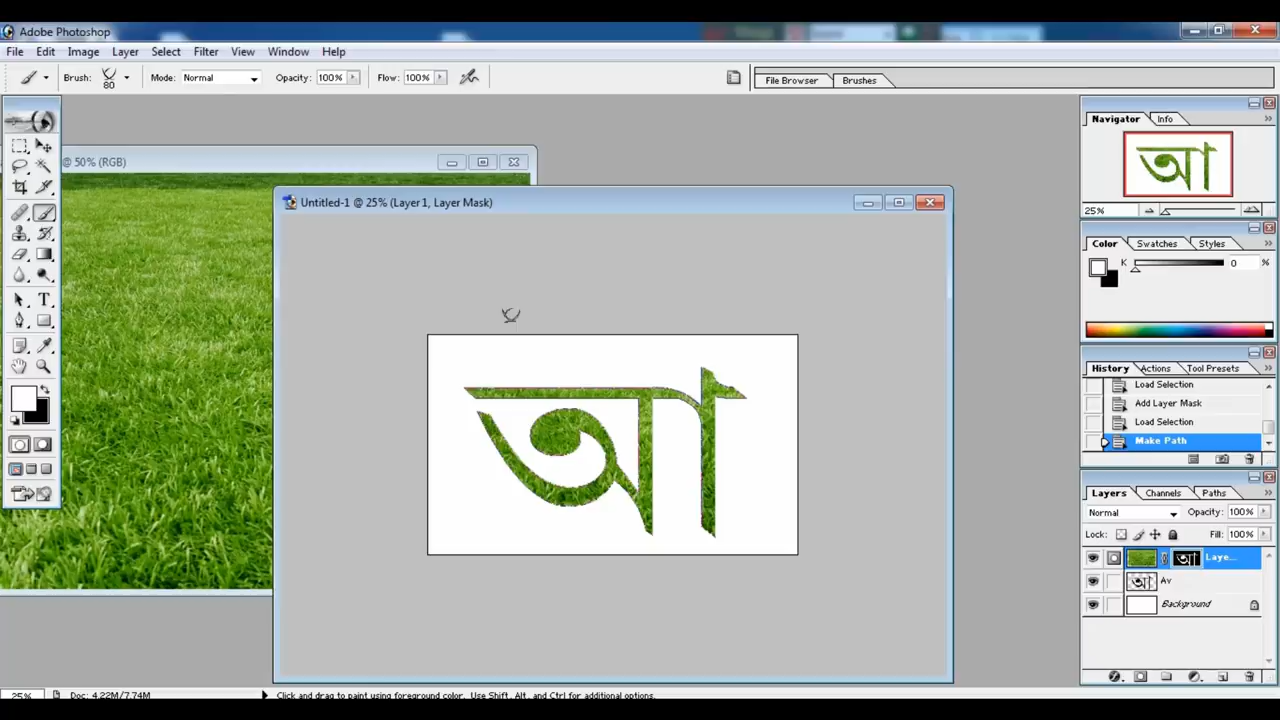 Adobe Photoshop
File Edit Image Layer Select Filter View Window Help
Brush: 80 Mode: Normal Opacity: 100% Flow: 100% File Browser Brushes
@ 50% (RGB)
Untitled-1 @ 25% (Layer 1, Layer Mask)
আ
Navigator Info
আ
25%
Color Swatches Styles
K 0 %
History Actions Tool Presets
Load Selection
Add Layer Mask
Load Selection
Make Path
Layers Channels Paths
Normal Opacity: 100%
Lock: Fill: 100%
Laye...
Av
Background
25% Doc: 4.22M/7.74M Click and drag to paint using foreground color. Use Shift, Alt, and Ctrl for additional options.